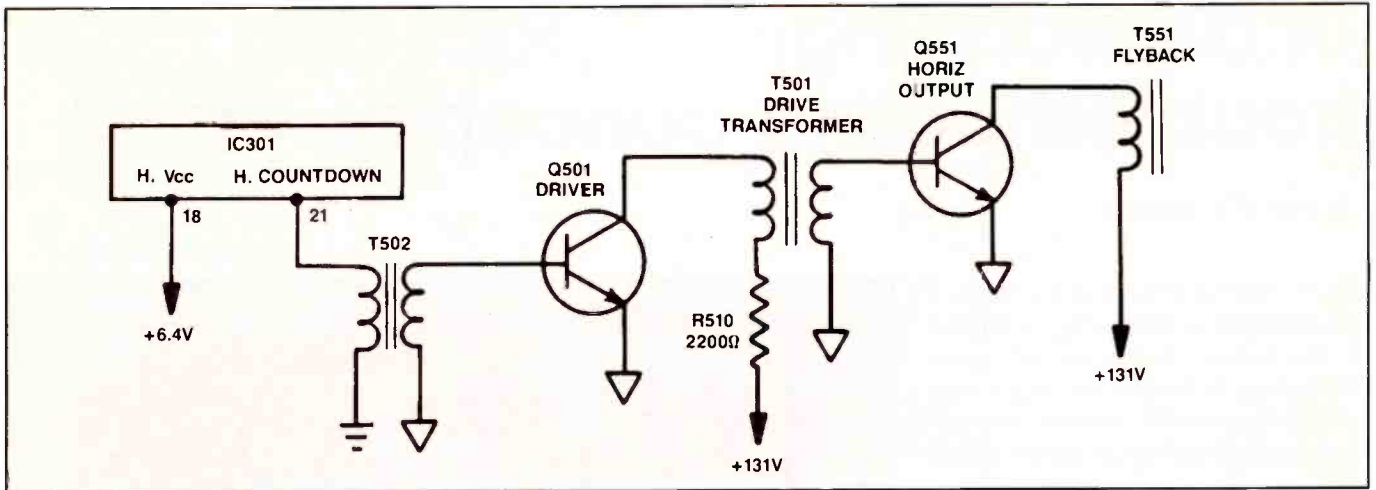 IC301
H. Vcc
H. COUNTDOWN
18
21
+6.4V
T502
Q501
DRIVER
T501
DRIVE
TRANSFORMER
R510
2200Ω
+131V
Q551
HORIZ
OUTPUT
T551
FLYBACK
+131V